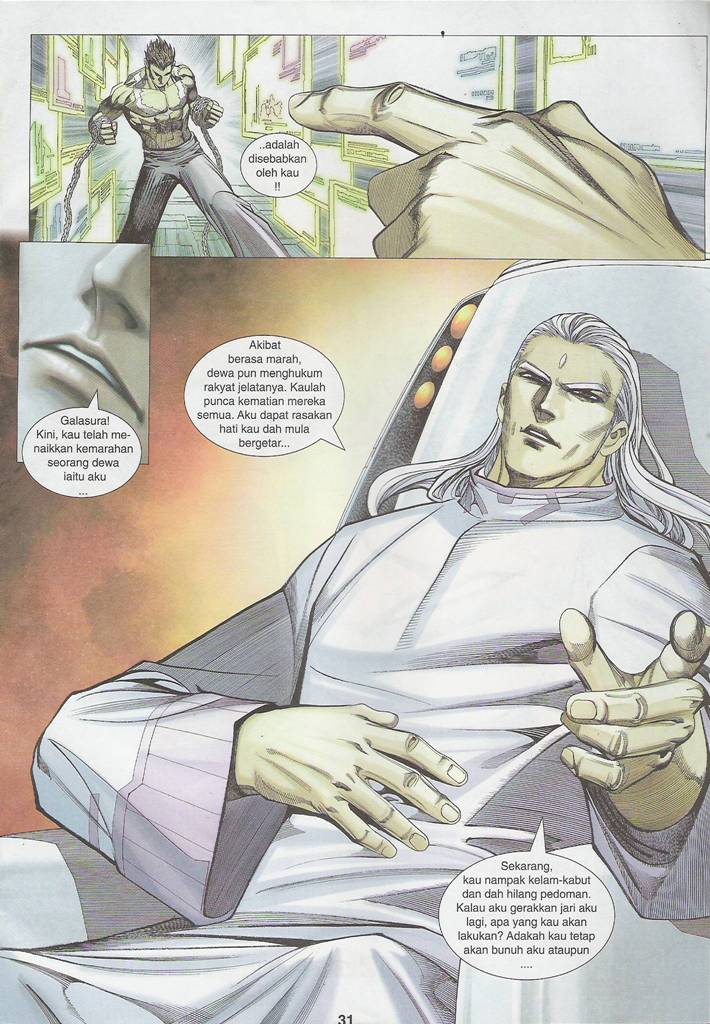 ..adalah
disebabkan
oleh kau
!!
Galasura!
Kini, kau telah me-
naikkan kemarahan
seorang dewa
iaitu aku
...
Akibat
berasa marah,
dewa pun menghukum
rakyat jelatanya. Kaulah
punca kematian mereka
semua. Aku dapat rasakan
hati kau dah mula
bergetar...
Sekarang,
kau nampak kelam-kabut
dan dah hilang pedoman.
Kalau aku gerakkan jari aku
lagi, apa yang kau akan
lakukan? Adakah kau tetap
akan bunuh aku ataupun
....
31